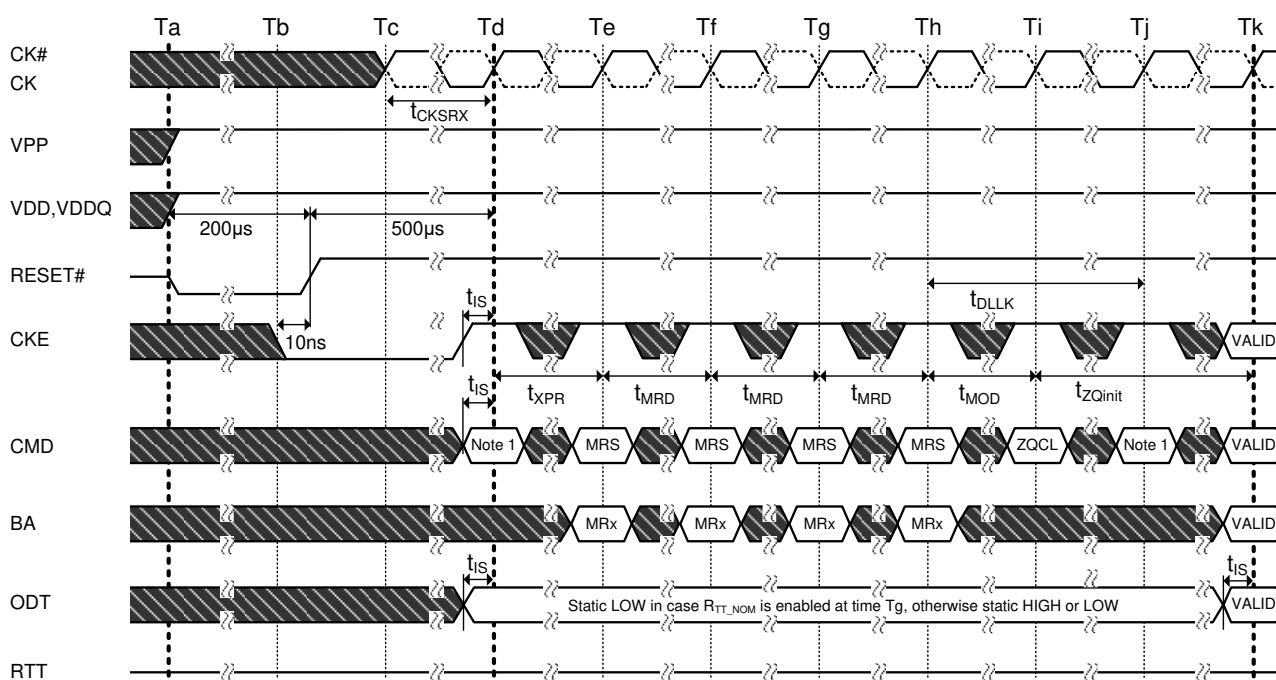 Ta Tb Tc Td Te Tf Tg Th Ti Tj Tk
CK#
CK
tCKSRX
VPP
VDD,VDDQ
200µs 500µs
RESET#
tIS tDLLK
CKE 10ns VALID
tIS tXPR tMRD tMRD tMRD tMOD tZQinit
CMD Note 1 MRS MRS MRS MRS ZQCL Note 1 VALID
BA MRx MRx MRx MRx VALID
tIS tIS
ODT Static LOW in case RTT_NOM is enabled at time Tg, otherwise static HIGH or LOW VALID
RTT